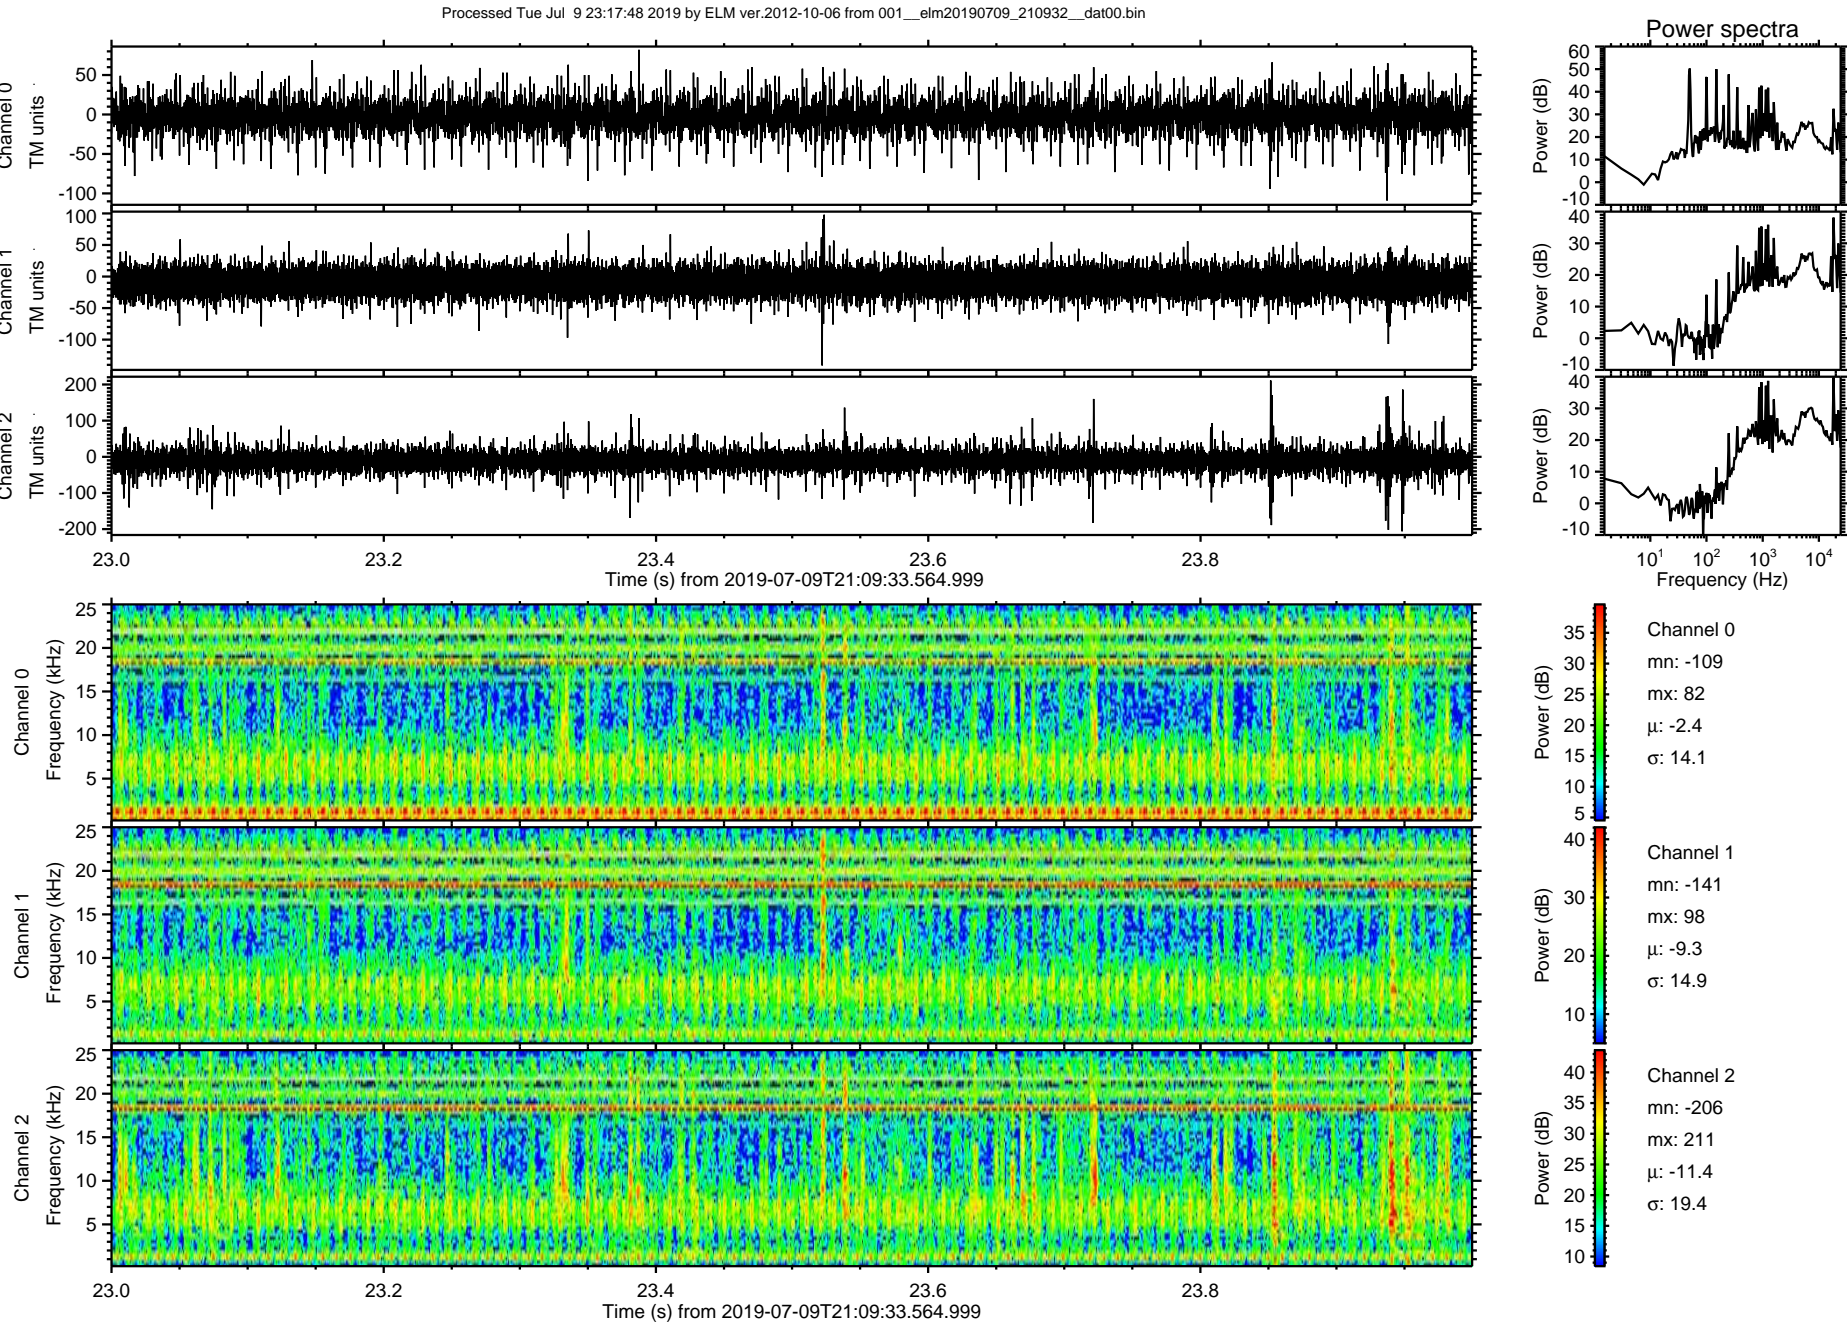 Processed Tue Jul  9 23:17:48 2019 by ELM ver.2012-10-06 from 001__elm20190709_210932__dat00.bin
Power spectra
Channel 0
TM units
50
0
-50
-100
Power (dB)
60
50
40
30
20
10
0
-10
Channel 1
TM units
100
50
0
-50
-100
Power (dB)
40
30
20
10
0
-10
Channel 2
TM units
200
100
0
-100
-200
Power (dB)
40
30
20
10
0
-10
23.0 23.2 23.4 23.6 23.8
Time (s) from 2019-07-09T21:09:33.564.999
10^1 10^2 10^3 10^4
Frequency (Hz)
Channel 0
Frequency (kHz)
25
20
15
10
5
Power (dB)
35
30
25
20
15
10
5
Channel 0
mn: -109
mx: 82
μ: -2.4
σ: 14.1
Channel 1
Frequency (kHz)
25
20
15
10
5
Power (dB)
40
30
20
10
Channel 1
mn: -141
mx: 98
μ: -9.3
σ: 14.9
Channel 2
Frequency (kHz)
25
20
15
10
5
Power (dB)
40
35
30
25
20
15
10
Channel 2
mn: -206
mx: 211
μ: -11.4
σ: 19.4
23.0 23.2 23.4 23.6 23.8
Time (s) from 2019-07-09T21:09:33.564.999